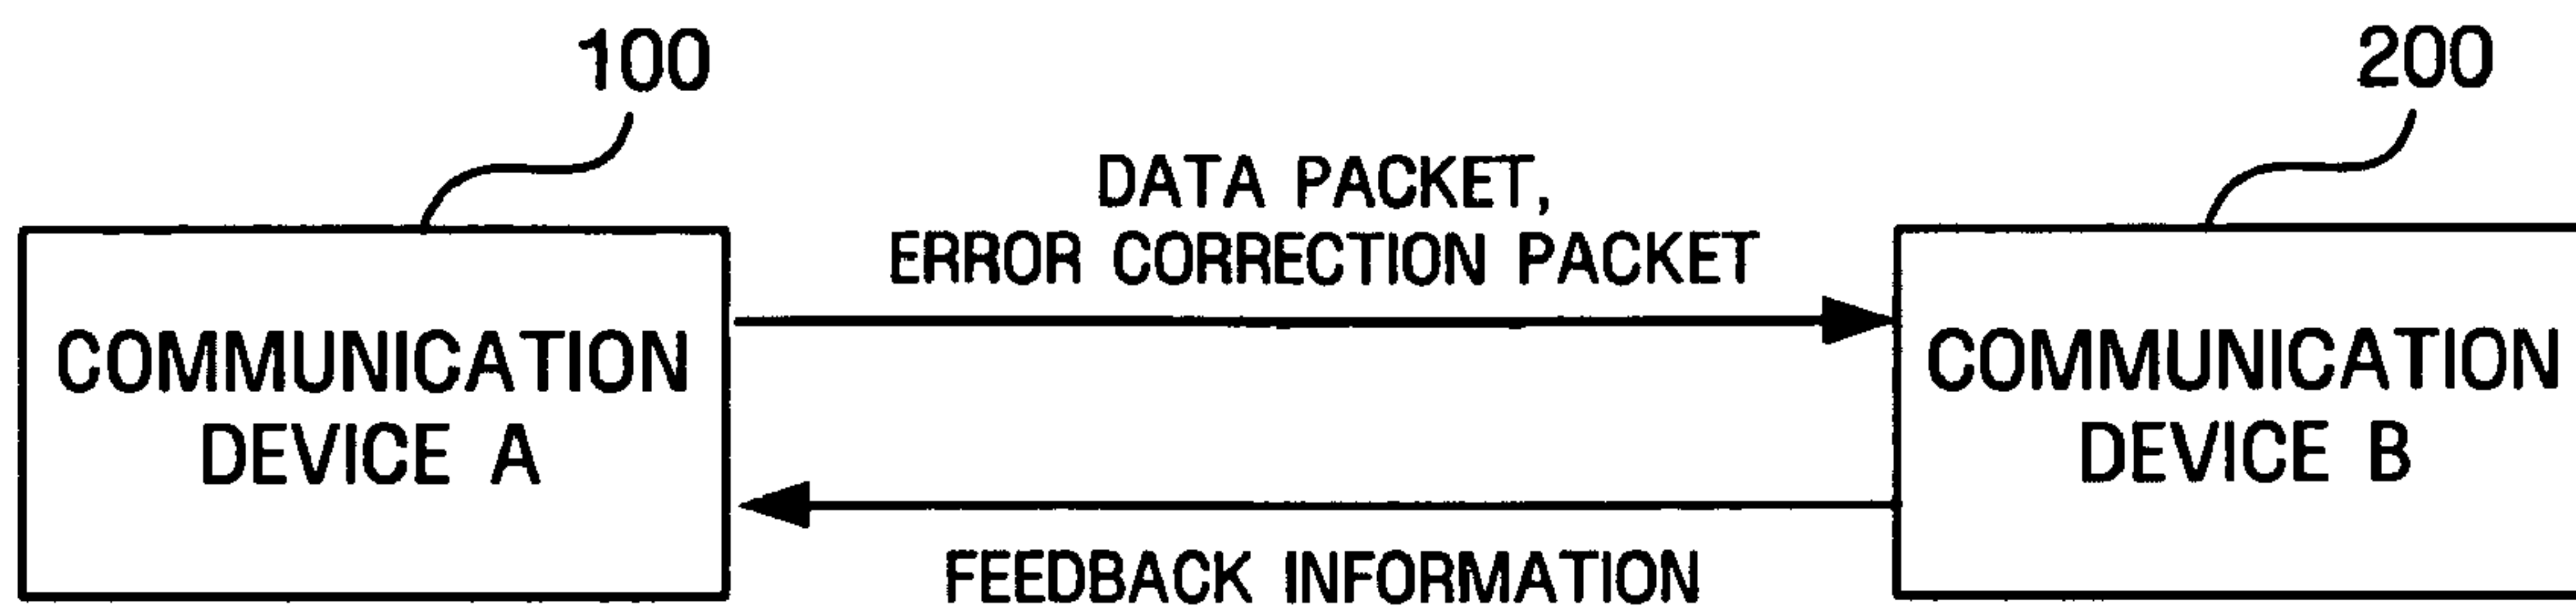 100
200
DATA PACKET,
ERROR CORRECTION PACKET
COMMUNICATION
DEVICE A
COMMUNICATION
DEVICE B
FEEDBACK INFORMATION